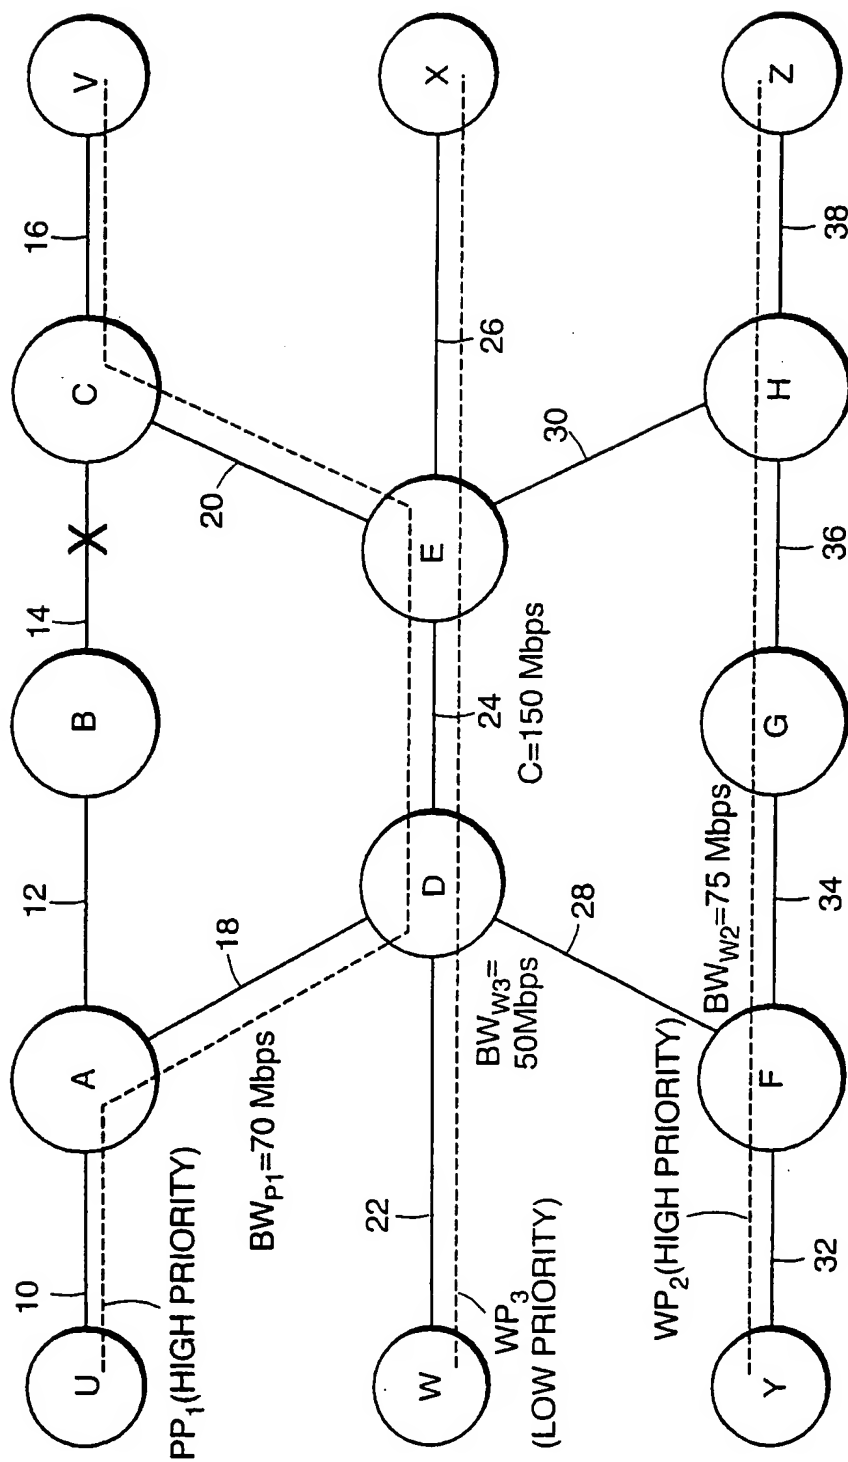 16
14
12
10
V
C
X
B
A
U
PP1(HIGH PRIORITY)
20
18
BWP1=70 Mbps
26
24
22
X
E
D
W
C=150 Mbps
BWW3=
50Mbps
WP3
(LOW PRIORITY)
30
28
BWW2=75 Mbps
WP2(HIGH PRIORITY)
Z
H
G
F
Y
38
36
34
32